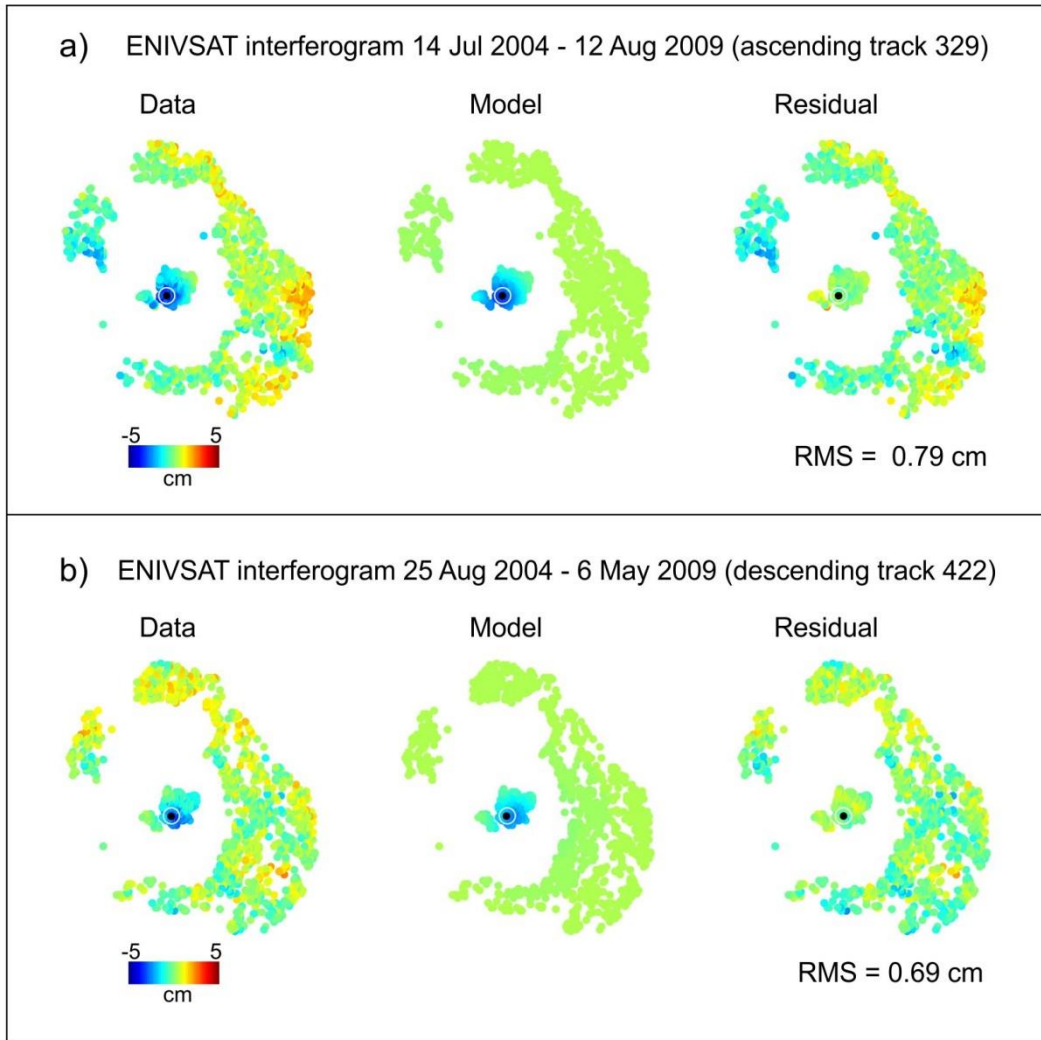 a) ENIVSAT interferogram 14 Jul 2004 - 12 Aug 2009 (ascending track 329)
Data Model Residual
-5 5
cm
RMS = 0.79 cm
b) ENIVSAT interferogram 25 Aug 2004 - 6 May 2009 (descending track 422)
Data Model Residual
-5 5
cm
RMS = 0.69 cm